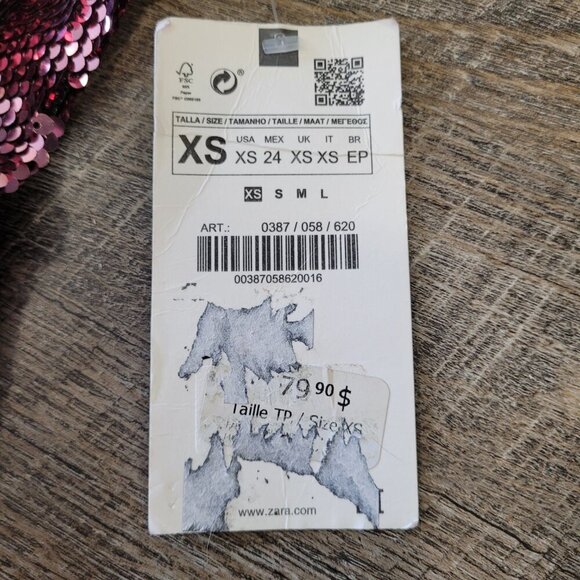 FSC
TALLA / SIZE / TAMANHO / TAILLE / MAAT / ΜΕΓΕΘΟΣ
XS USA MEX UK IT BR
XS 24 XS XS EP
XS S M L
ART.: 0387 / 058 / 620
00387058620016
79 90 $
Taille TP / Size XS
www.zara.com